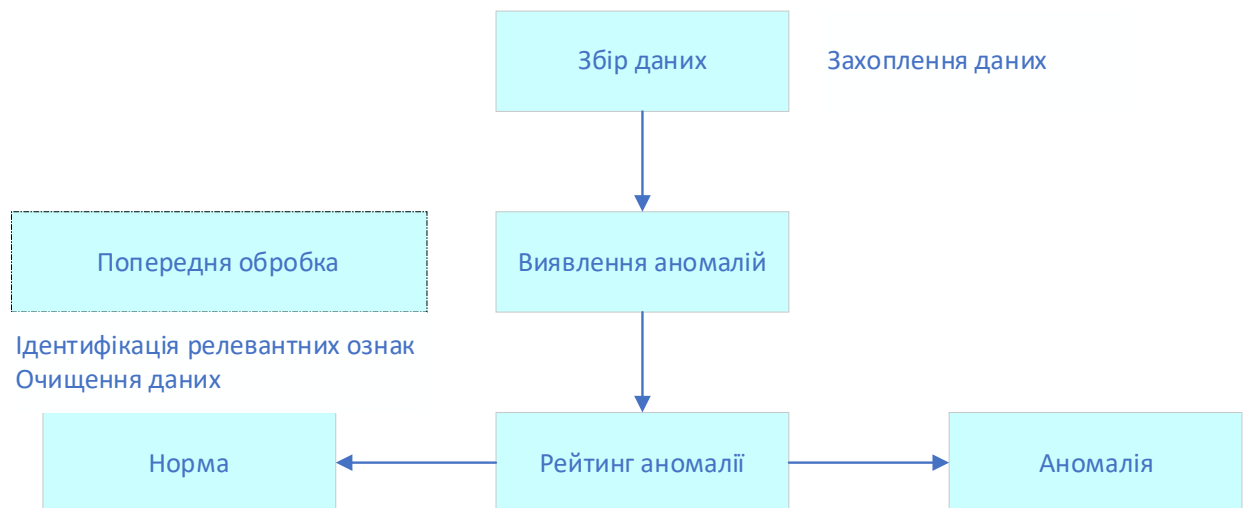 Збір даних
Захоплення даних
Попередня обробка
Виявлення аномалій
Ідентифікація релевантних ознак
Очищення даних
Норма
Рейтинг аномалії
Аномалія